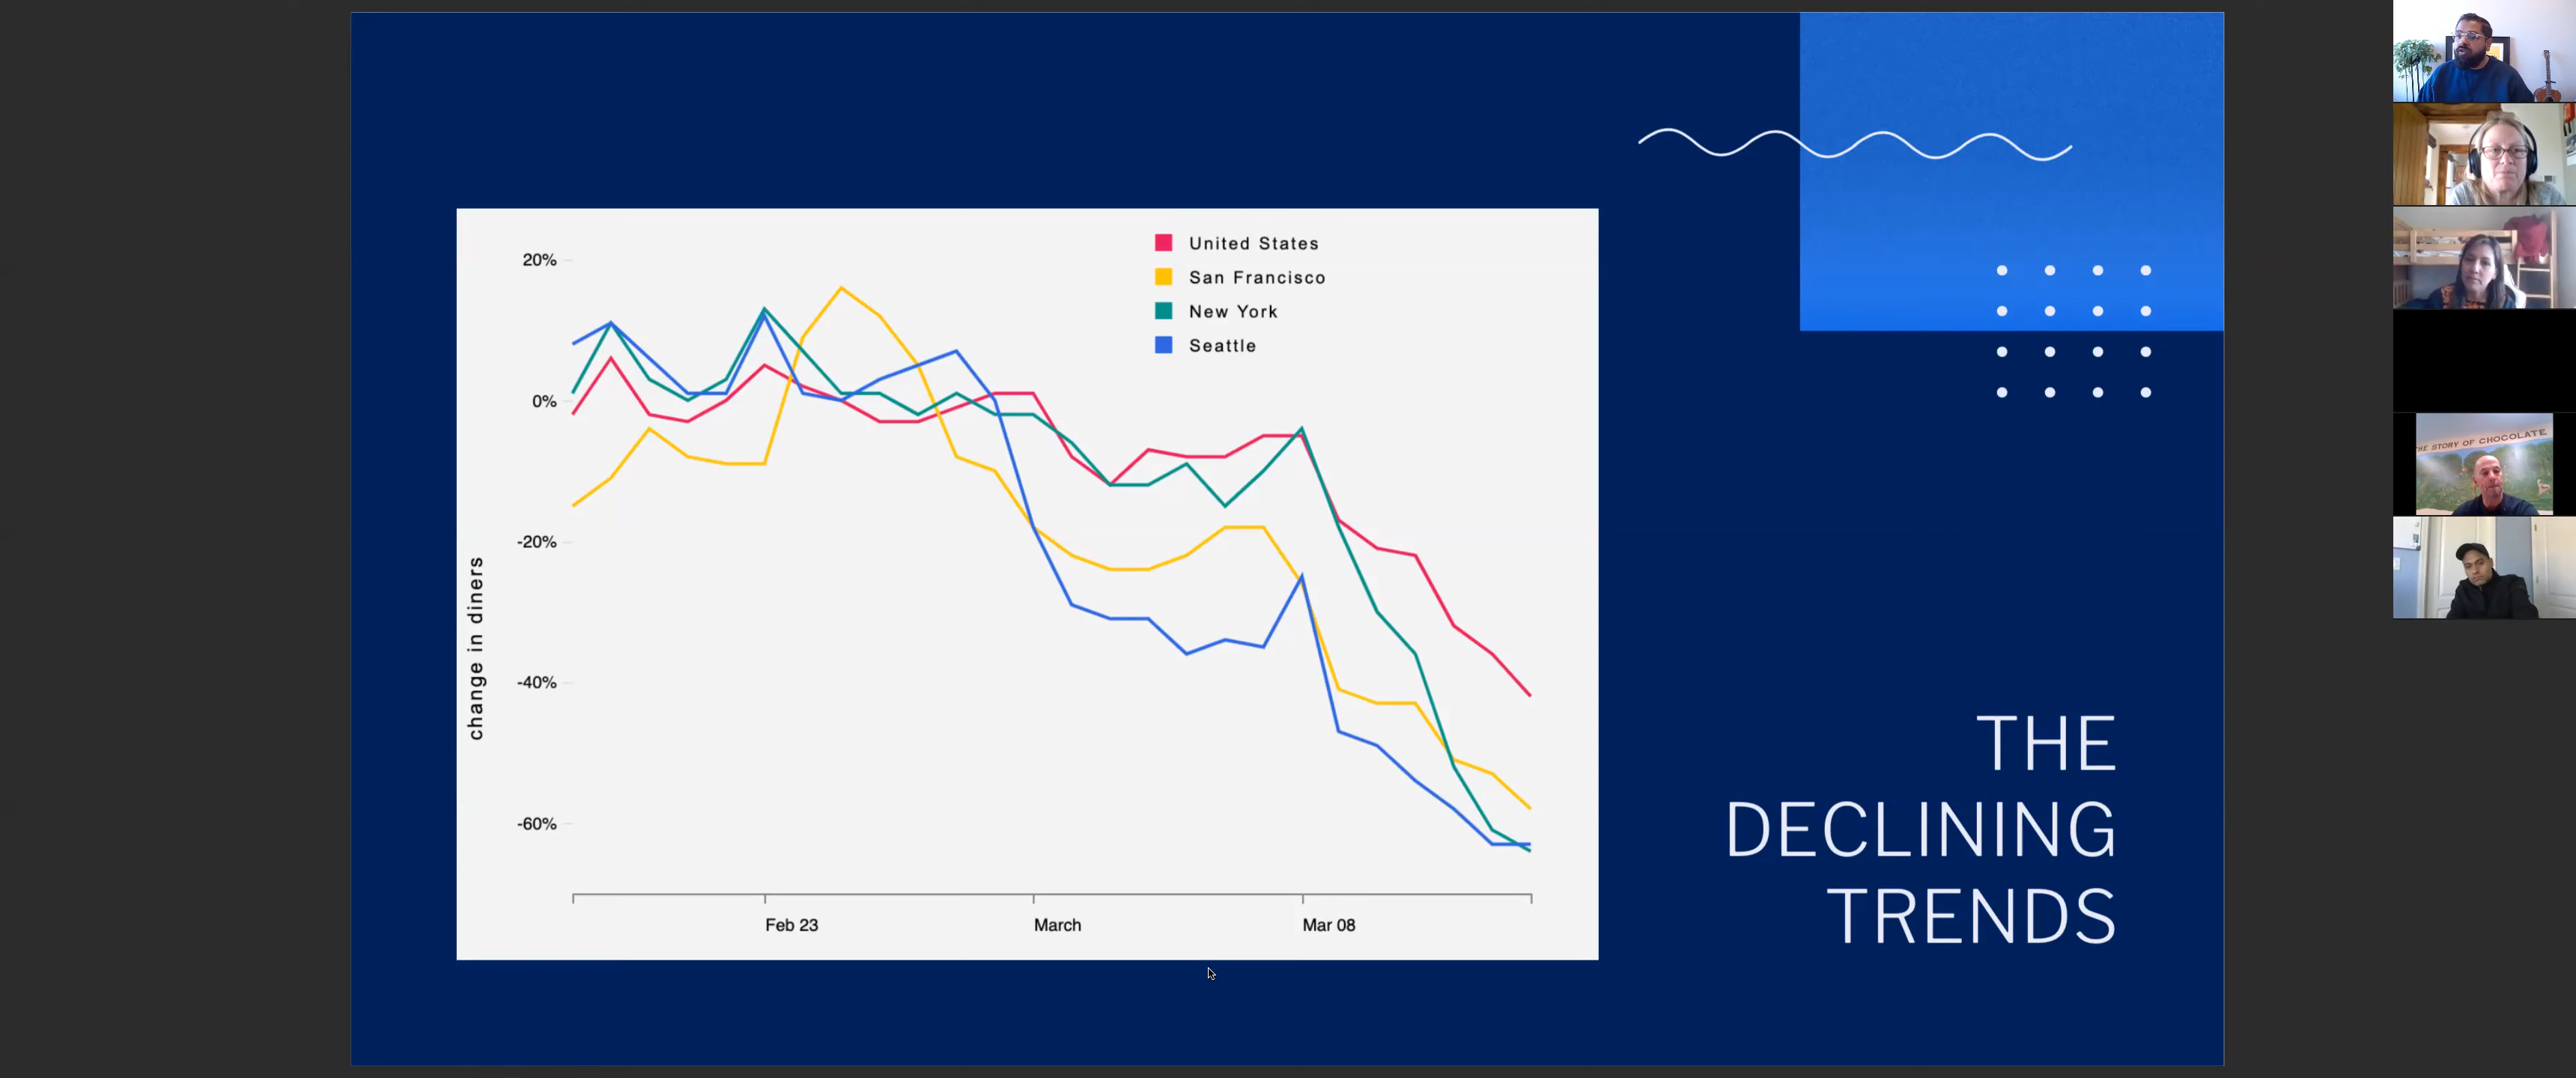 20%
0%
-20%
-40%
-60%
change in diners
United States
San Francisco
New York
Seattle
Feb 23
March
Mar 08
THE
DECLINING
TRENDS
THE STORY OF CHOCOLATE